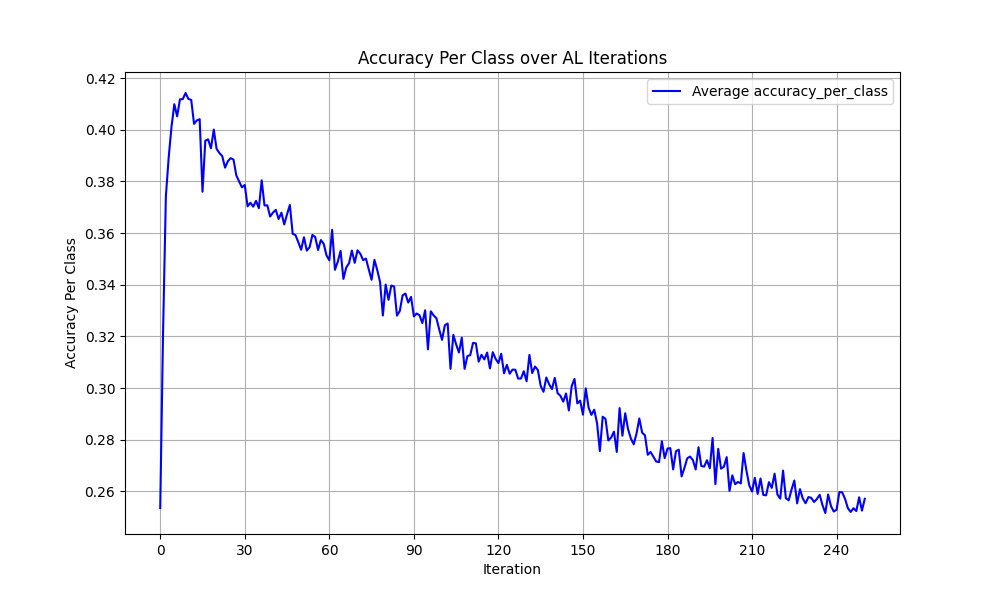 Accuracy Per Class over AL Iterations
Average accuracy_per_class
Accuracy Per Class
0.42
0.40
0.38
0.36
0.34
0.32
0.30
0.28
0.26
0 30 60 90 120 150 180 210 240
Iteration